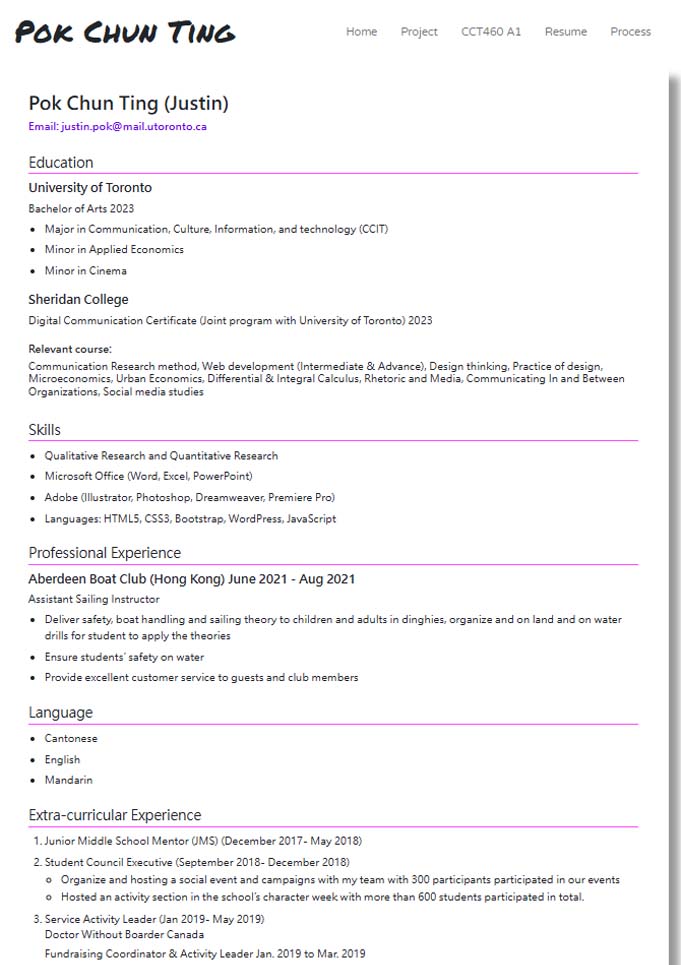 Pok Chun Ting
Home Project CCT460 A1 Resume Process
Pok Chun Ting (Justin)
Email: justin.pok@mail.utoronto.ca
Education
University of Toronto
Bachelor of Arts 2023
• Major in Communication, Culture, Information, and technology (CCIT)
• Minor in Applied Economics
• Minor in Cinema
Sheridan College
Digital Communication Certificate (Joint program with University of Toronto) 2023
Relevant course:
Communication Research method, Web development (Intermediate & Advance), Design thinking, Practice of design,
Microeconomics, Urban Economics, Differential & Integral Calculus, Rhetoric and Media, Communicating In and Between
Organizations, Social media studies
Skills
• Qualitative Research and Quantitative Research
• Microsoft Office (Word, Excel, PowerPoint)
• Adobe (Illustrator, Photoshop, Dreamweaver, Premiere Pro)
• Languages: HTML5, CSS3, Bootstrap, WordPress, JavaScript
Professional Experience
Aberdeen Boat Club (Hong Kong) June 2021 - Aug 2021
Assistant Sailing Instructor
• Deliver safety, boat handling and sailing theory to children and adults in dinghies, organize and on land and on water
drills for student to apply the theories
• Ensure students' safety on water
• Provide excellent customer service to guests and club members
Language
• Cantonese
• English
• Mandarin
Extra-curricular Experience
1. Junior Middle School Mentor (JMS) (December 2017- May 2018)
2. Student Council Executive (September 2018- December 2018)
○ Organize and hosting a social event and campaigns with my team with 300 participants participated in our events
○ Hosted an activity section in the school's character week with more than 600 students participated in total.
3. Service Activity Leader (Jan 2019- May 2019)
Doctor Without Boarder Canada
Fundraising Coordinator & Activity Leader Jan. 2019 to Mar. 2019